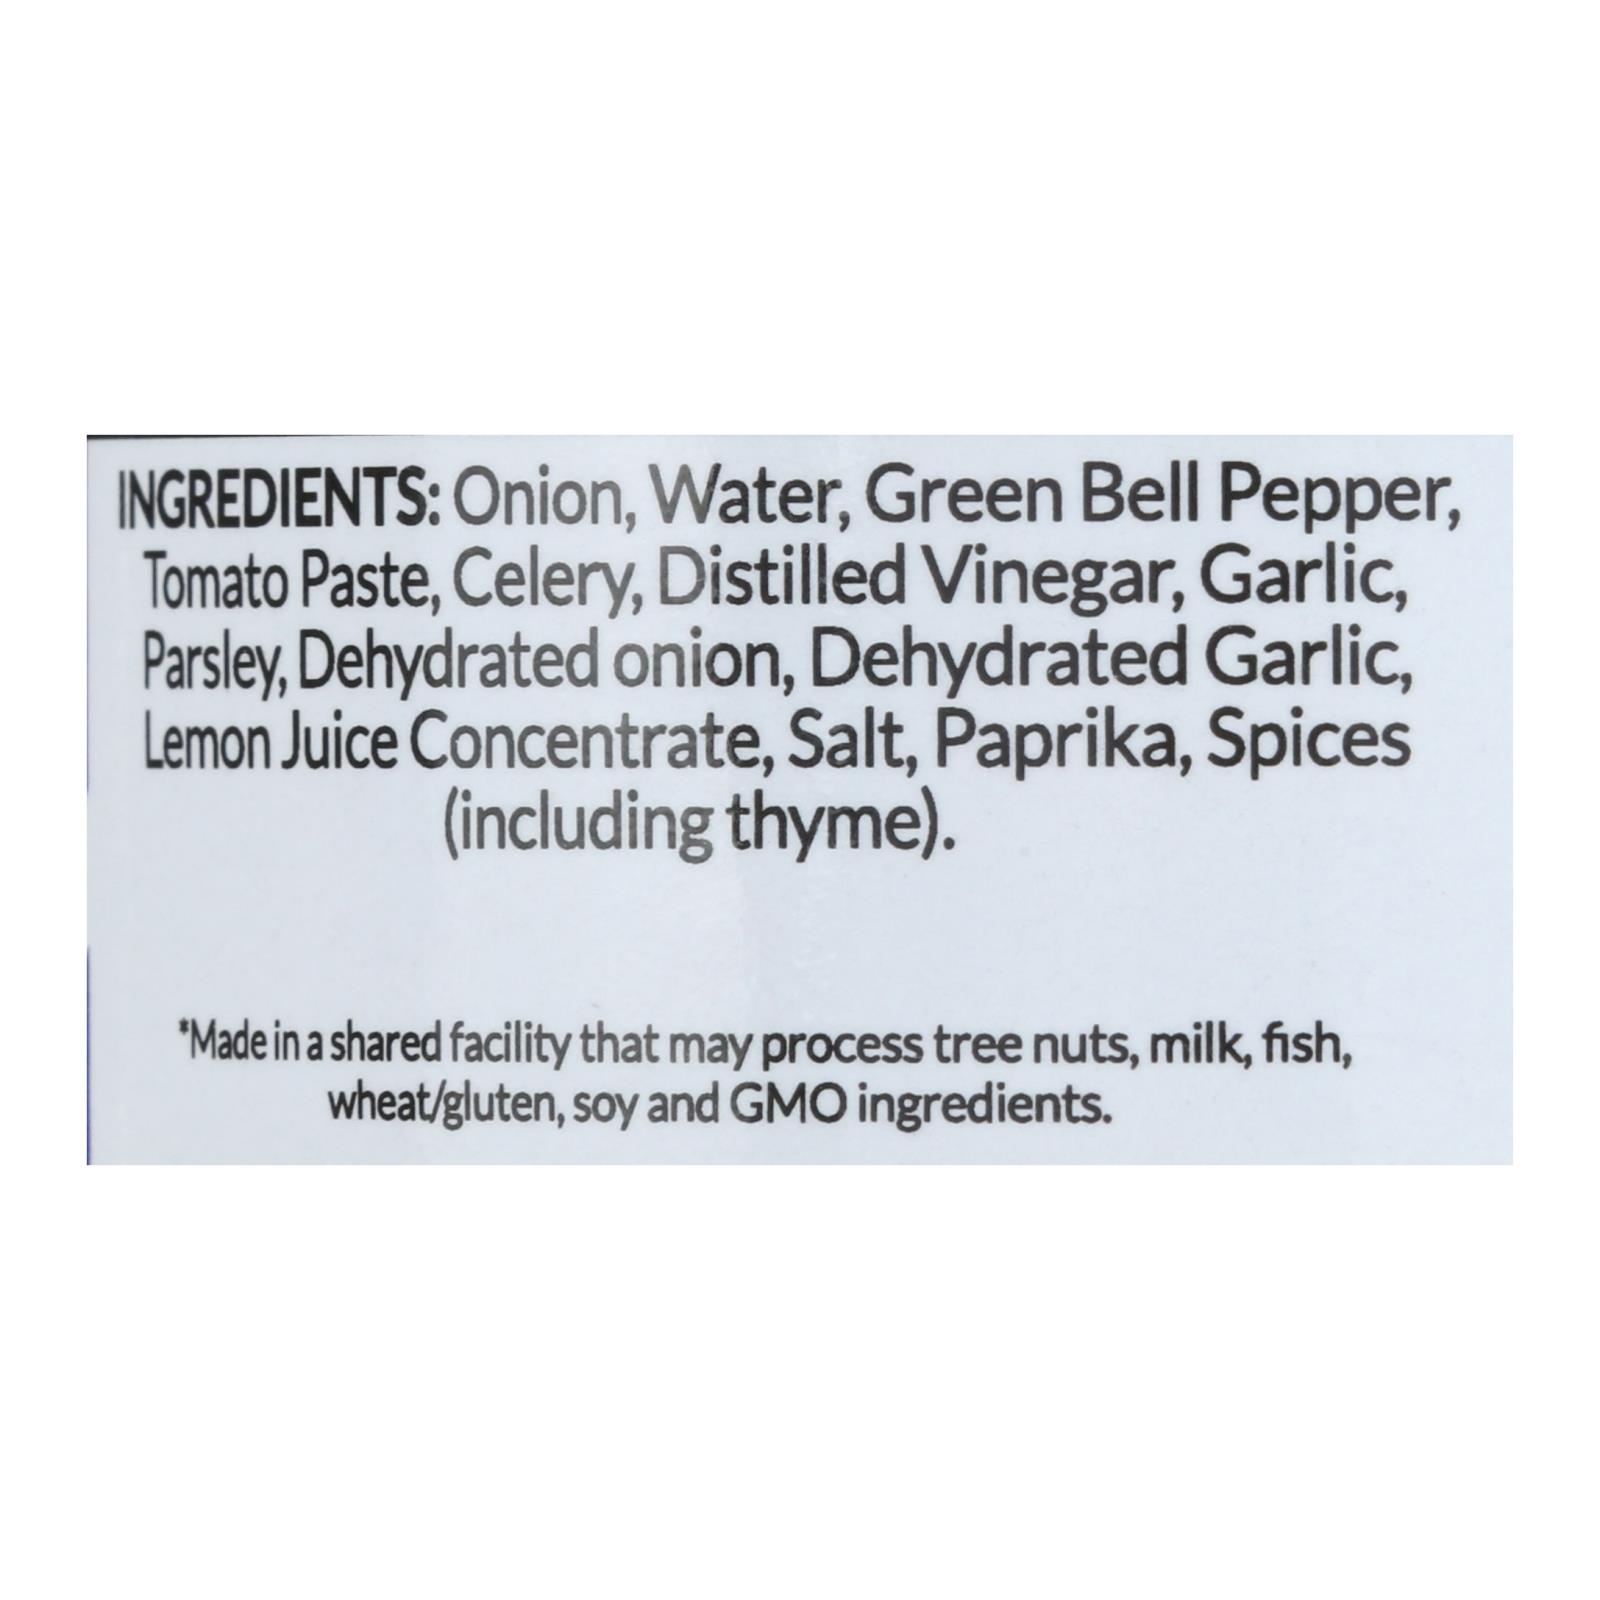 INGREDIENTS: Onion, Water, Green Bell Pepper,
Tomato Paste, Celery, Distilled Vinegar, Garlic,
Parsley, Dehydrated onion, Dehydrated Garlic,
Lemon Juice Concentrate, Salt, Paprika, Spices
(including thyme).
*Made in a shared facility that may process tree nuts, milk, fish,
wheat/gluten, soy and GMO ingredients.